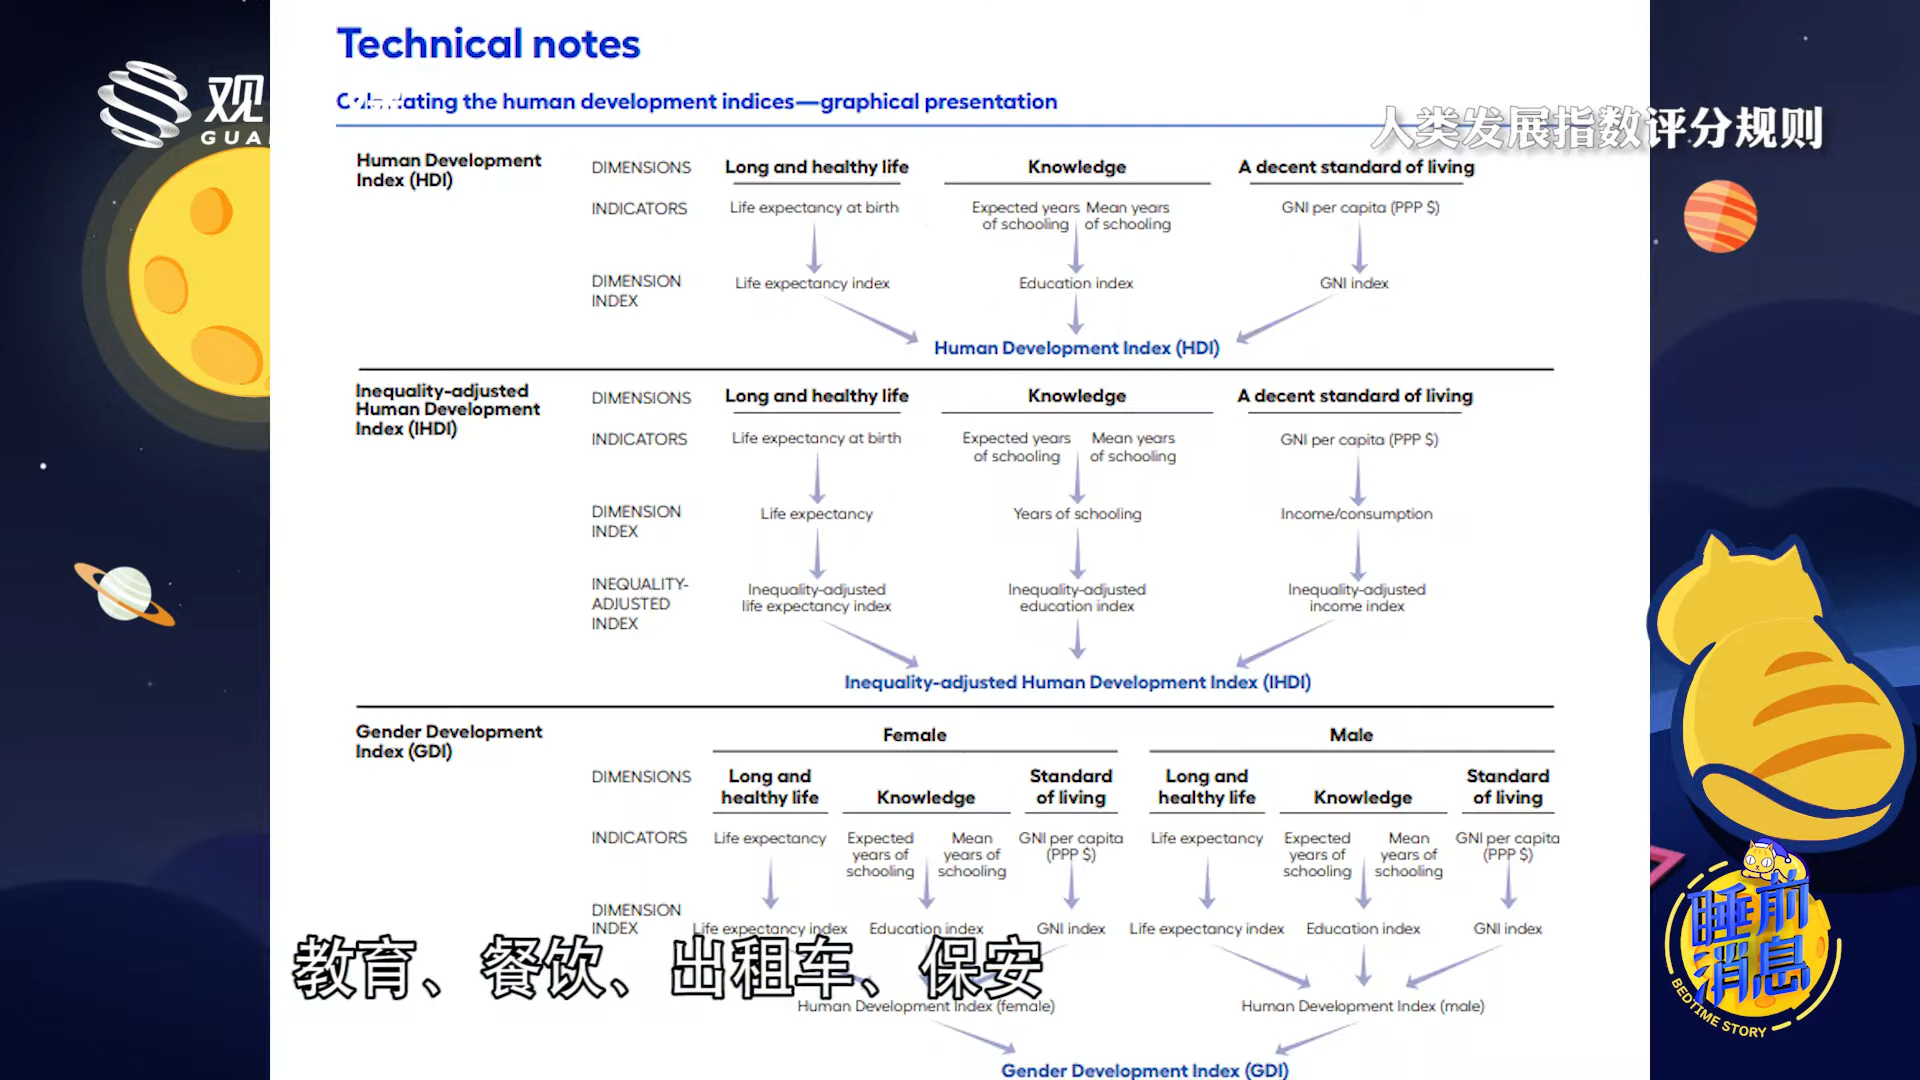 Technical notes
观
GUA
ating the human development indices—graphical presentation
人类发展指数评分规则
Human Development
Index (HDI)
DIMENSIONS
Long and healthy life
Knowledge
A decent standard of living
INDICATORS
Life expectancy at birth
Expected years
of schooling
Mean years
of schooling
GNI per capita (PPP $)
DIMENSION
INDEX
Life expectancy index
Education index
GNI index
Human Development Index (HDI)
Inequality-adjusted
Human Development
Index (IHDI)
DIMENSIONS
Long and healthy life
Knowledge
A decent standard of living
INDICATORS
Life expectancy at birth
Expected years
of schooling
Mean years
of schooling
GNI per capita (PPP $)
DIMENSION
INDEX
Life expectancy
Years of schooling
Income/consumption
INEQUALITY-
ADJUSTED
INDEX
Inequality-adjusted
life expectancy index
Inequality-adjusted
education index
Inequality-adjusted
income index
Inequality-adjusted Human Development Index (IHDI)
Gender Development
Index (GDI)
Female
Male
DIMENSIONS
Long and
healthy life
Knowledge
Standard
of living
Long and
healthy life
Knowledge
Standard
of living
INDICATORS
Life expectancy
Expected
years of
schooling
Mean
years of
schooling
GNI per capita
(PPP $)
Life expectancy
Expected
years of
schooling
Mean
years of
schooling
GNI per capita
(PPP $)
DIMENSION
INDEX
Life expectancy index
Education index
GNI index
Life expectancy index
Education index
GNI index
教育、餐饮、出租车、保安
Human Development Index (female)
Human Development Index (male)
Gender Development Index (GDI)
睡前
消息
BEDTIME STORY